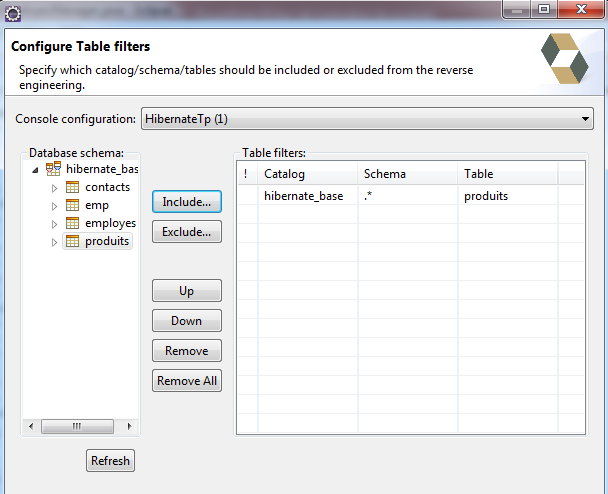 Configure Table filters
Specify which catalog/schema/tables should be included or excluded from the reverse
engineering.
Console configuration: HibernateTp (1)
Database schema:
hibernate_bas
contacts
emp
employes
produits
Include...
Exclude...
Up
Down
Remove
Remove All
Refresh
Table filters:
! Catalog Schema Table
hibernate_base .* produits